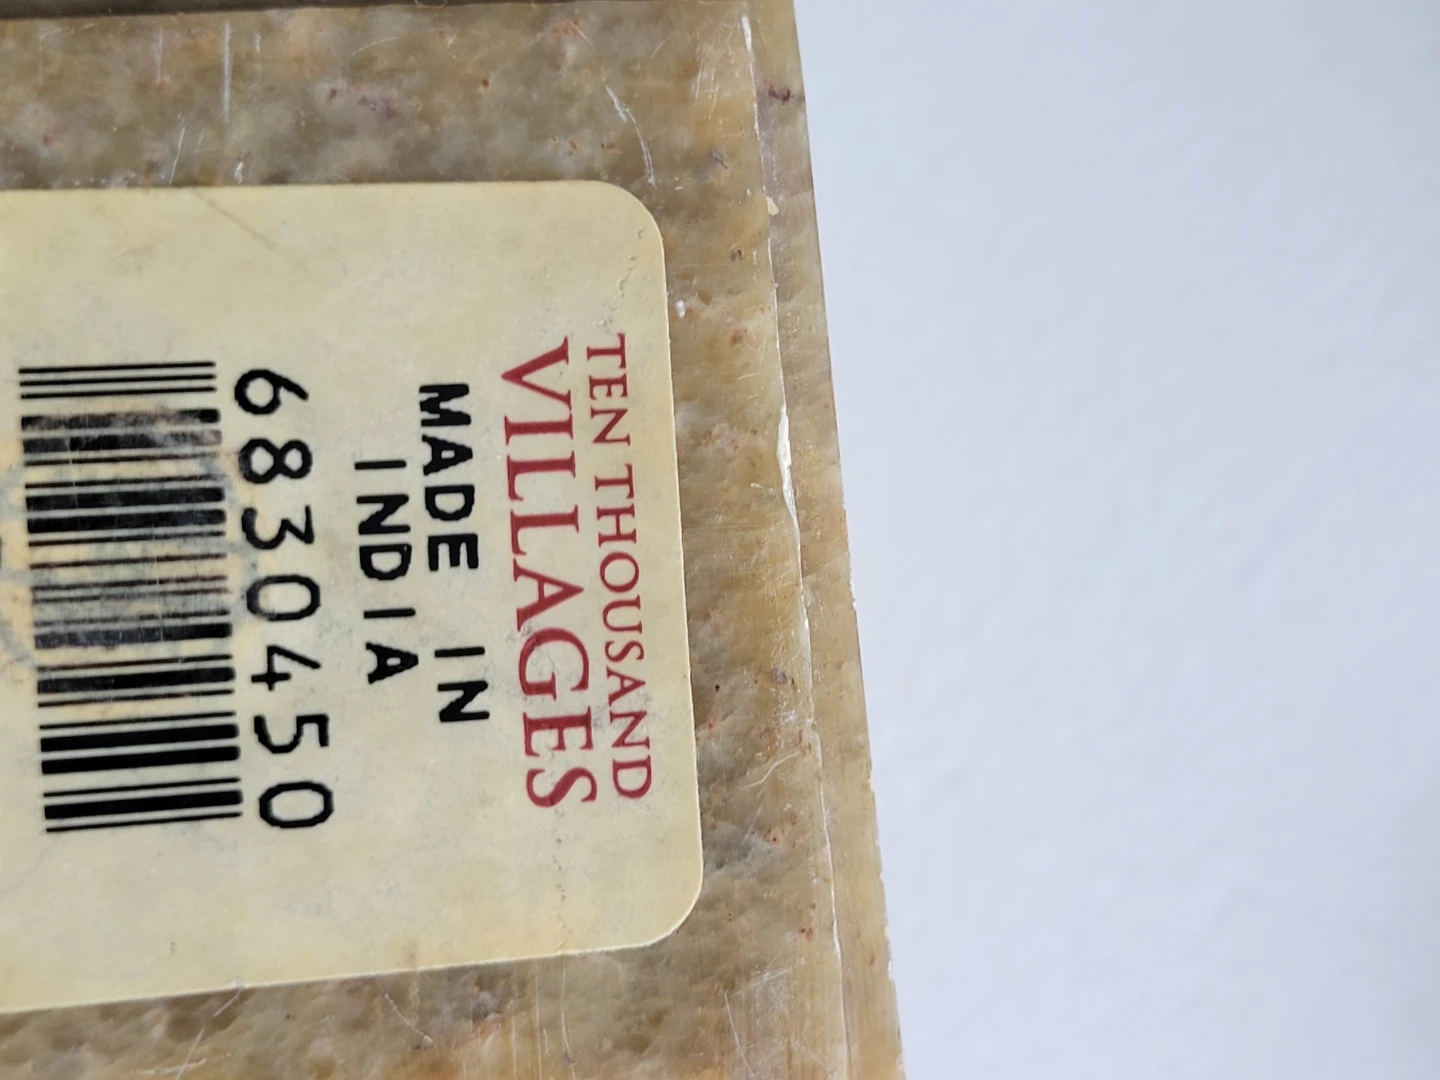 TEN THOUSAND
VILLAGES
MADE IN
INDIA
6830450